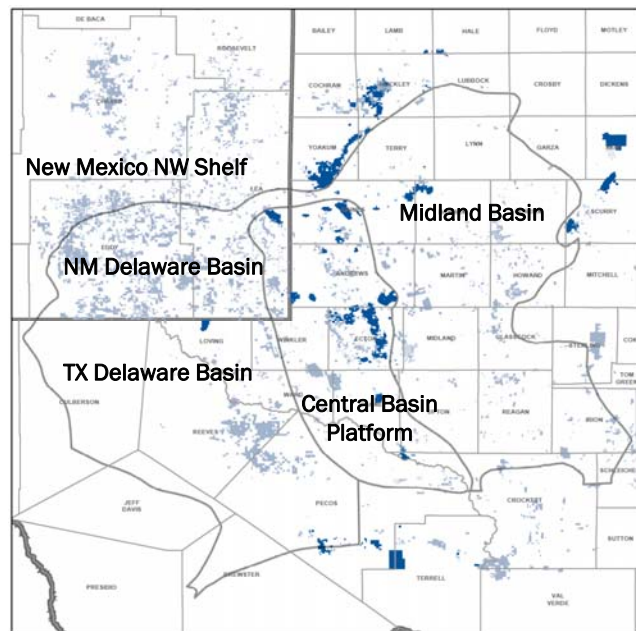 DE BACA
ROOSEVELT
BAILEY
LAMB
HALE
FLOYD
MOTLEY
COCHRAN
HOCKLEY
LUBBOCK
CROSBY
DICKENS
YOAKUM
TERRY
LYNN
GARZA
New Mexico NW Shelf
LEA
Midland Basin
SCURRY
EDDY
NM Delaware Basin
ANDREWS
MARTIN
HOWARD
MITCHELL
LOVING
WINKLER
ECTOR
MIDLAND
GLASSCOCK
STERLING
TX Delaware Basin
TOM
GREEN
CULBERSON
WARD
Central Basin
Platform
REEVES
REAGAN
IRION
SCHLEICHER
PECOS
CROCKETT
JEFF
DAVIS
SUTTON
PRESIDIO
BREWSTER
TERRELL
VAL
VERDE